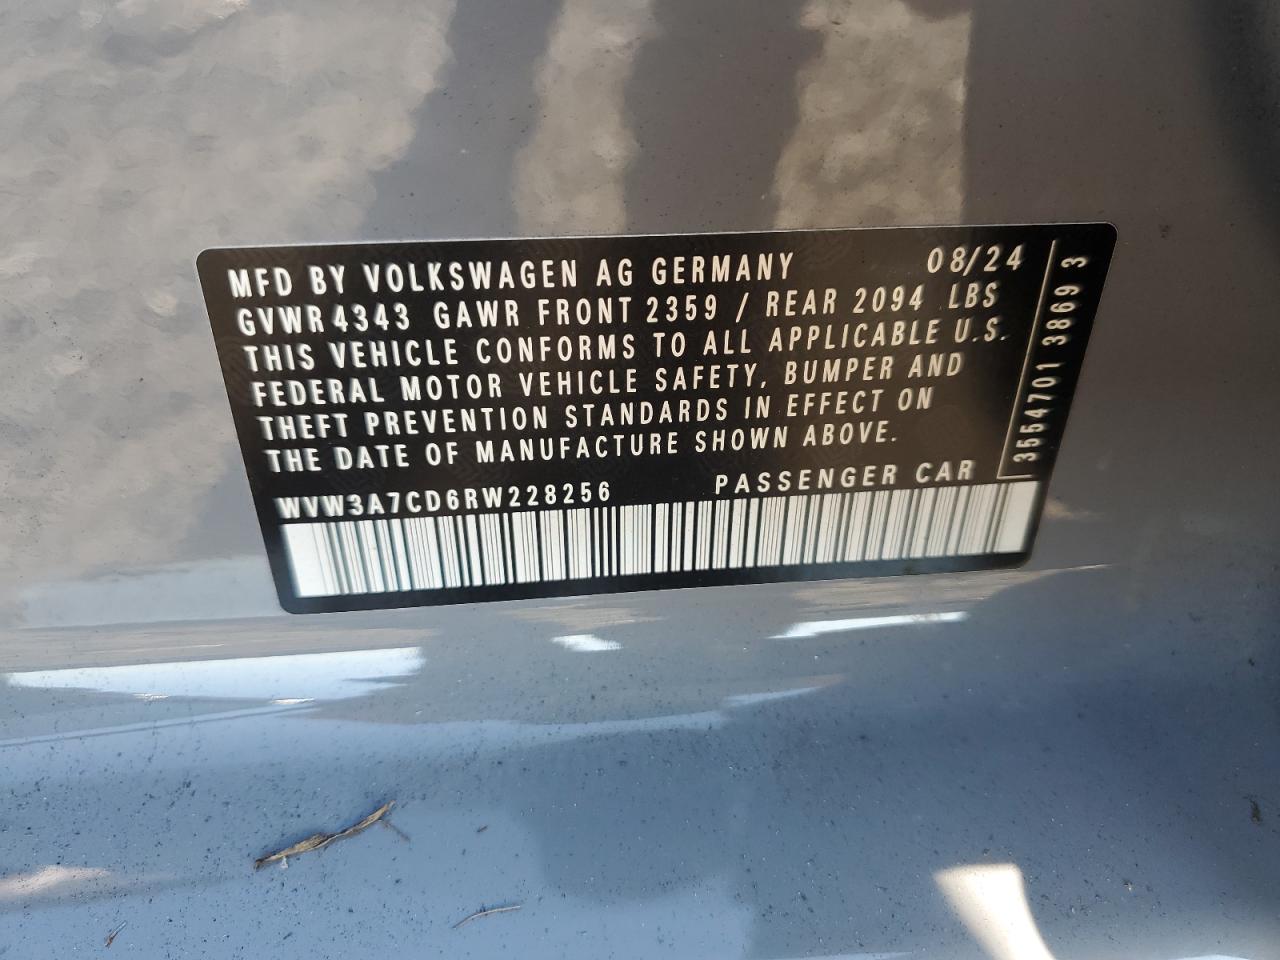 MFD BY VOLKSWAGEN AG GERMANY 08/24
GVWR 4343 GAWR FRONT 2359 / REAR 2094 LBS
THIS VEHICLE CONFORMS TO ALL APPLICABLE U.S.
FEDERAL MOTOR VEHICLE SAFETY, BUMPER AND
THEFT PREVENTION STANDARDS IN EFFECT ON
THE DATE OF MANUFACTURE SHOWN ABOVE.
WVW3A7CD6RW228256 PASSENGER CAR
3554701 3869 3